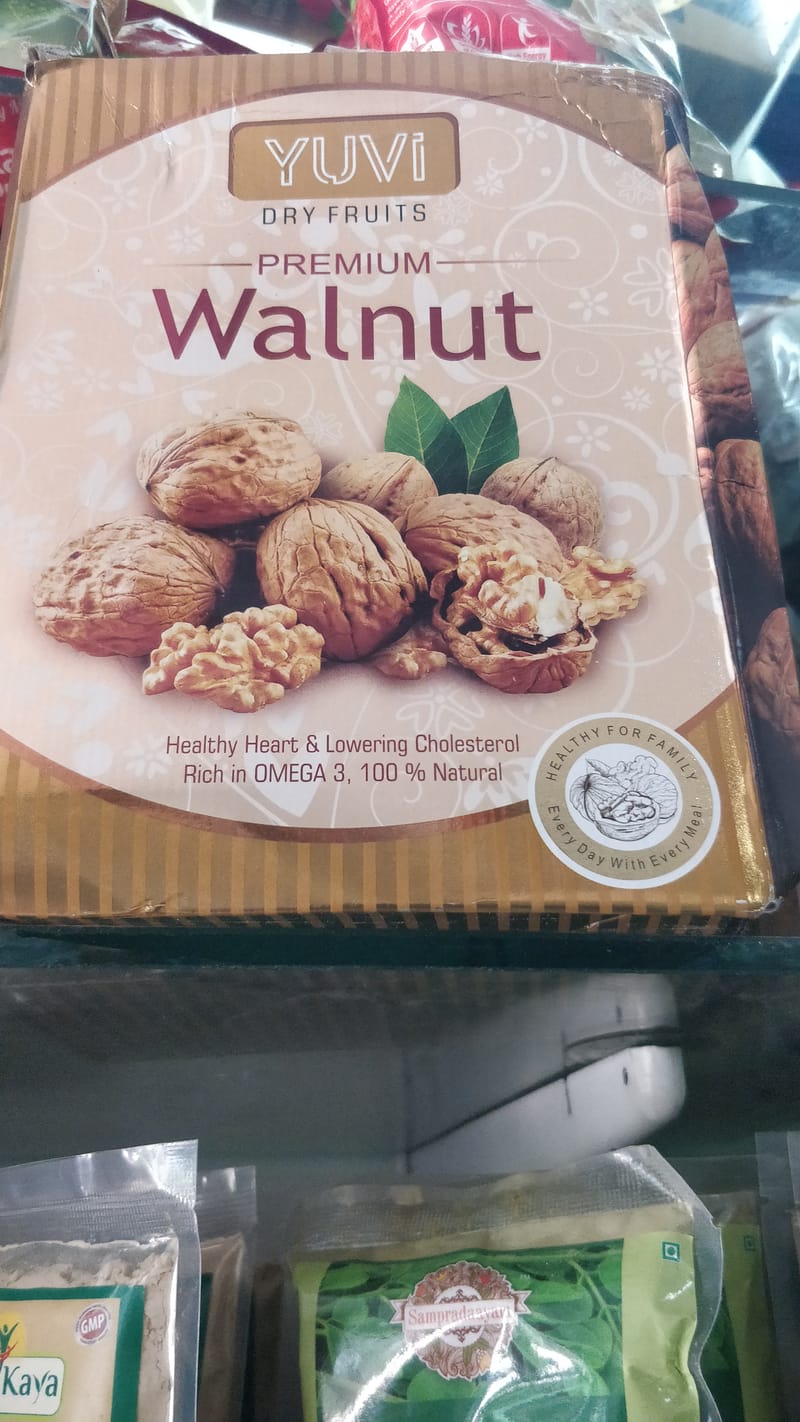 YUVi
DRY FRUITS
PREMIUM
Walnut
Healthy Heart & Lowering Cholesterol
Rich in OMEGA 3, 100 % Natural
HEALTHY FOR FAMILY
Every Day With Every Meal
GMP
Kaya